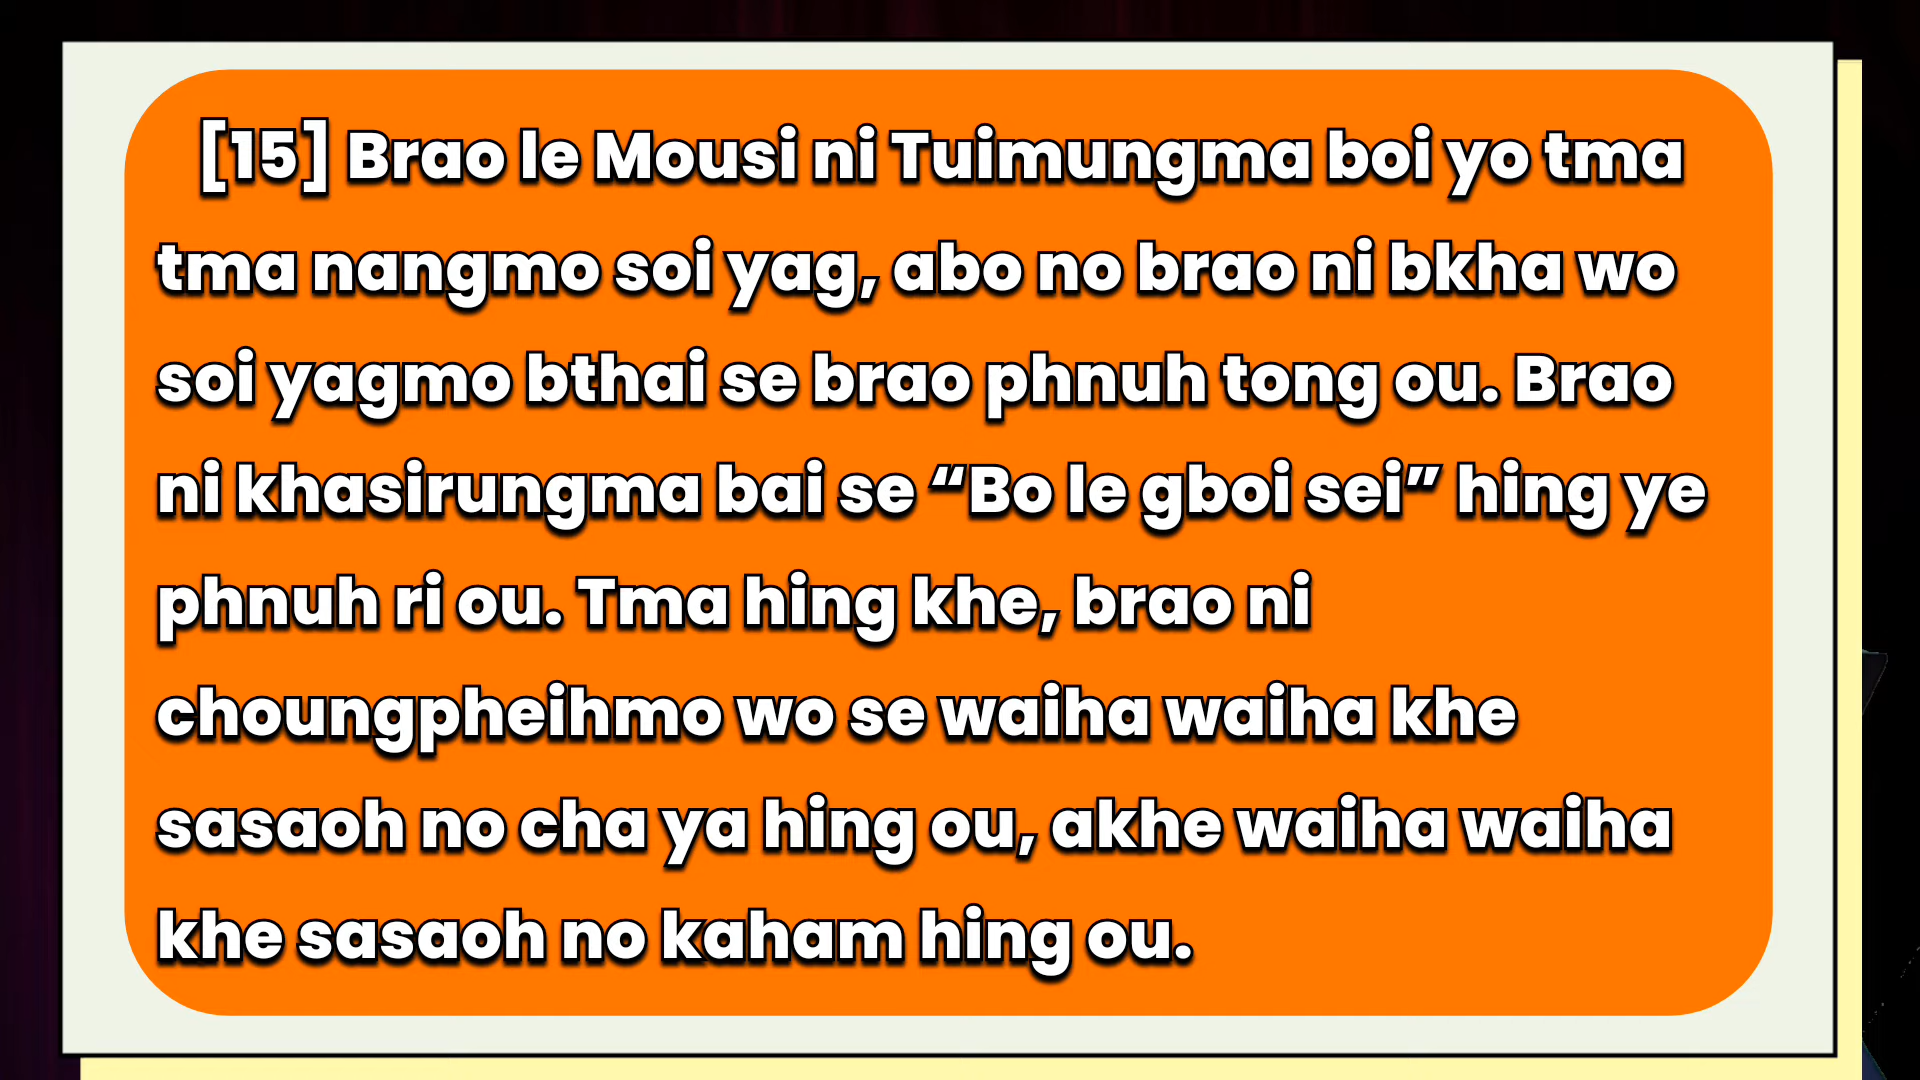 [15] Brao le Mousi ni Tuimungma boi yo tma
tma nangmo soi yag, abo no brao ni bkha wo
soi yagmo bthai se brao phnuh tong ou. Brao
ni khasirungma bai se “Bo le gboi sei” hing ye
phnuh ri ou. Tma hing khe, brao ni
choungpheihmo wo se waiha waiha khe
sasaoh no cha ya hing ou, akhe waiha waiha
khe sasaoh no kaham hing ou.